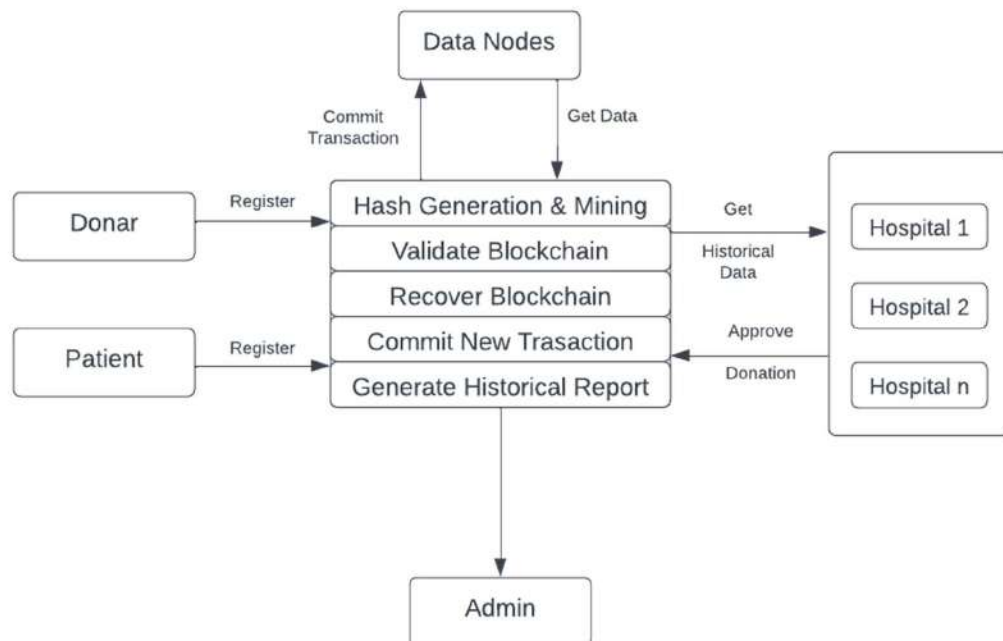 Data Nodes
Commit
Transaction
Get Data
Donar
Register
Hash Generation & Mining
Validate Blockchain
Recover Blockchain
Commit New Trasaction
Generate Historical Report
Get
Historical
Data
Hospital 1
Hospital 2
Hospital n
Patient
Register
Approve
Donation
Admin